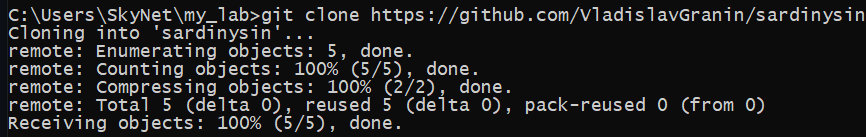 C:\Users\SkyNet\my_lab>git clone https://github.com/VladislavGranin/sardinysin
Cloning into 'sardinysin'...
remote: Enumerating objects: 5, done.
remote: Counting objects: 100% (5/5), done.
remote: Compressing objects: 100% (2/2), done.
remote: Total 5 (delta 0), reused 5 (delta 0), pack-reused 0 (from 0)
Receiving objects: 100% (5/5), done.